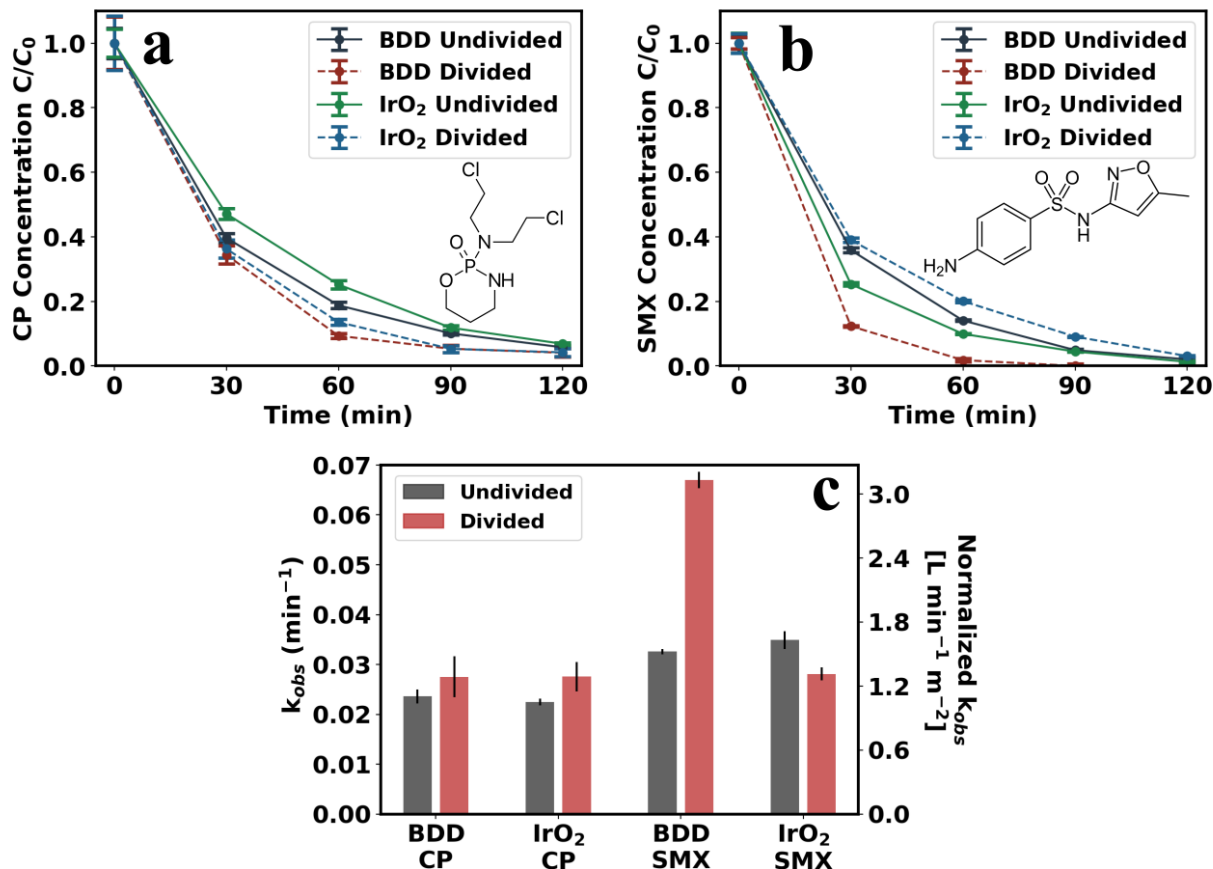 a
CP Concentration C/C₀
1.0
0.8
0.6
0.4
0.2
0.0
0 30 60 90 120
Time (min)
BDD Undivided
BDD Divided
IrO₂ Undivided
IrO₂ Divided
Cl
Cl
N
O
P
O
NH
b
SMX Concentration C/C₀
1.0
0.8
0.6
0.4
0.2
0.0
0 30 60 90 120
Time (min)
BDD Undivided
BDD Divided
IrO₂ Undivided
IrO₂ Divided
O
N
O O
S
N
H
H₂N
c
k_obs (min⁻¹)
0.07
0.06
0.05
0.04
0.03
0.02
0.01
0.00
Undivided
Divided
3.0
2.4
1.8
1.2
0.6
0.0
Normalized k_obs
[L min⁻¹ m⁻²]
BDD IrO₂ BDD IrO₂
CP CP SMX SMX